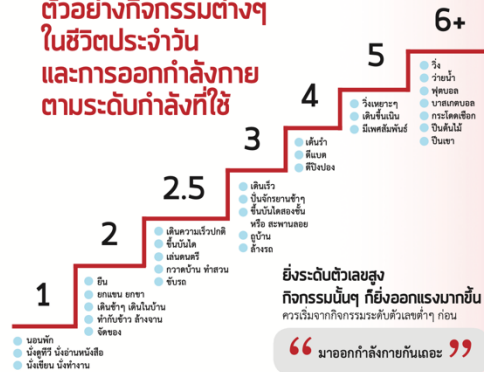 ตัวอย่างกิจกรรมต่างๆ
ในชีวิตประจำวัน
และการออกกำลังกาย
ตามระดับกำลังที่ใช้
1
นอนพัก
นั่งดูทีวี นั่งอ่านหนังสือ
นั่งเขียน นั่งทำงาน
2
ยืน
ยกแขน ยกขา
เดินช้าๆ เดินในบ้าน
ทำกับข้าว ล้างจาน
จัดของ
2.5
เดินความเร็วปกติ
ขึ้นบันได
เล่นดนตรี
กวาดบ้าน ทำสวน
ขับรถ
3
เดินเร็ว
ปั่นจักรยานช้าๆ
ขึ้นบันไดสองชั้น
หรือ สะพานลอย
ถูบ้าน
ล้างรถ
4
เต้นรำ
ตีแบต
ตีปิงปอง
5
วิ่งเหยาะๆ
เดินขึ้นเนิน
มีเพศสัมพันธ์
6+
วิ่ง
ว่ายน้ำ
ฟุตบอล
บาสเกตบอล
กระโดดเชือก
ปีนต้นไม้
ปีนเขา
ยิ่งระดับตัวเลขสูง
กิจกรรมนั้นๆ ก็ยิ่งออกแรงมากขึ้น
ควรเริ่มจากกิจกรรมระดับตัวเลขต่ำๆ ก่อน
“ มาออกกำลังกายกันเถอะ ”